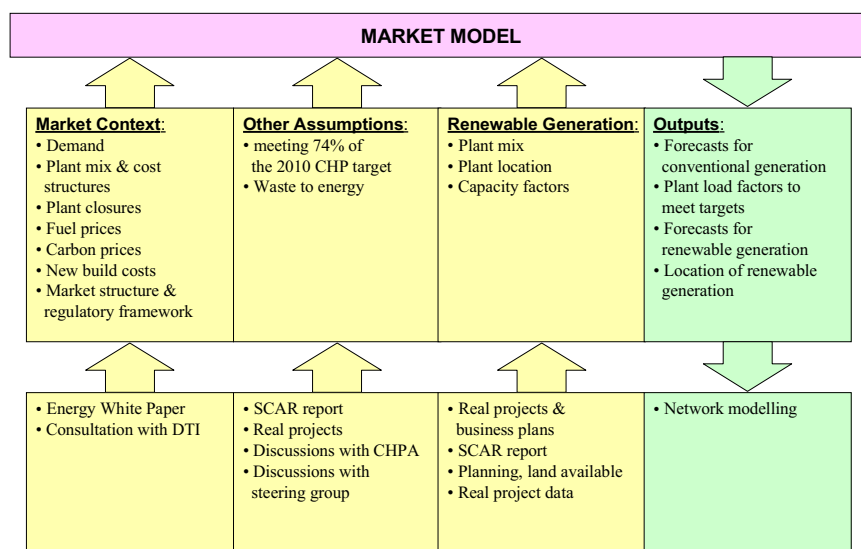 MARKET MODEL
Market Context:
• Demand
• Plant mix & cost
structures
• Plant closures
• Fuel prices
• Carbon prices
• New build costs
• Market structure &
regulatory framework
Other Assumptions:
• meeting 74% of
the 2010 CHP target
• Waste to energy
Renewable Generation:
• Plant mix
• Plant location
• Capacity factors
Outputs:
• Forecasts for
conventional generation
• Plant load factors to
meet targets
• Forecasts for
renewable generation
• Location of renewable
generation
• Energy White Paper
• Consultation with DTI
• SCAR report
• Real projects
• Discussions with CHPA
• Discussions with
steering group
• Real projects &
business plans
• SCAR report
• Planning, land available
• Real project data
• Network modelling